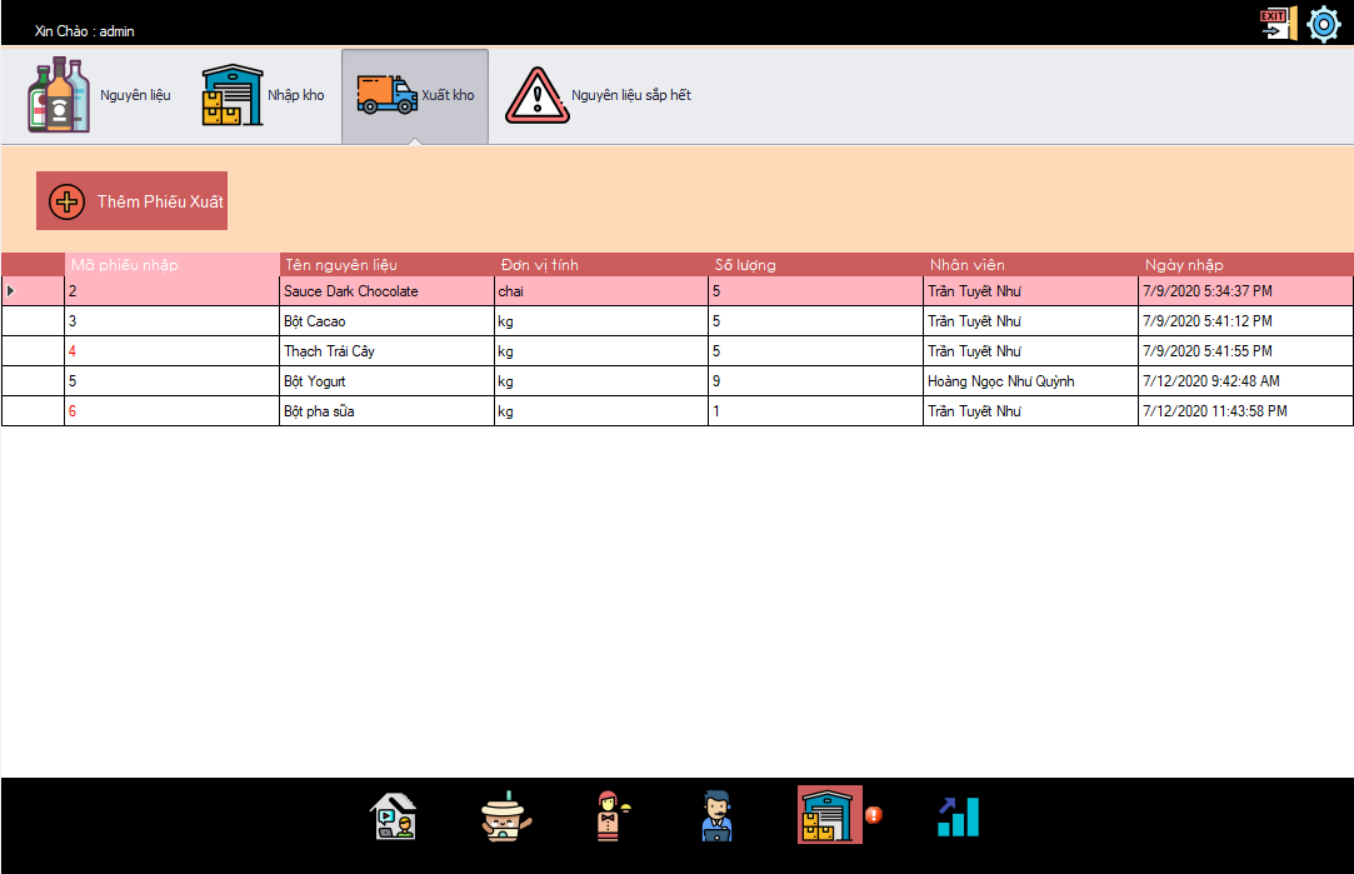 Xin Chào : admin
EXIT
Nguyên liệu
Nhập kho
Xuất kho
Nguyên liệu sắp hết
Thêm Phiếu Xuất
Mã phiếu nhập Tên nguyên liệu Đơn vị tính Số lượng Nhân viên Ngày nhập
2 Sauce Dark Chocolate chai 5 Trần Tuyết Như 7/9/2020 5:34:37 PM
3 Bột Cacao kg 5 Trần Tuyết Như 7/9/2020 5:41:12 PM
4 Thạch Trái Cây kg 5 Trần Tuyết Như 7/9/2020 5:41:55 PM
5 Bột Yogurt kg 9 Hoàng Ngọc Như Quỳnh 7/12/2020 9:42:48 AM
6 Bột pha sữa kg 1 Trần Tuyết Như 7/12/2020 11:43:58 PM